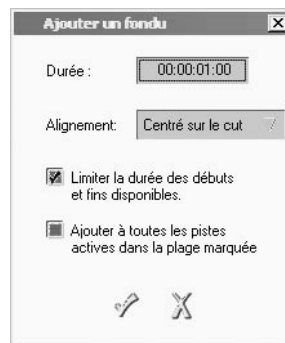 Ajouter un fondu
Durée : 00:00:01:00
Alignement: Centré sur le cut
Limiter la durée des débuts
et fins disponibles.
Ajouter à toutes les pistes
actives dans la plage marquée